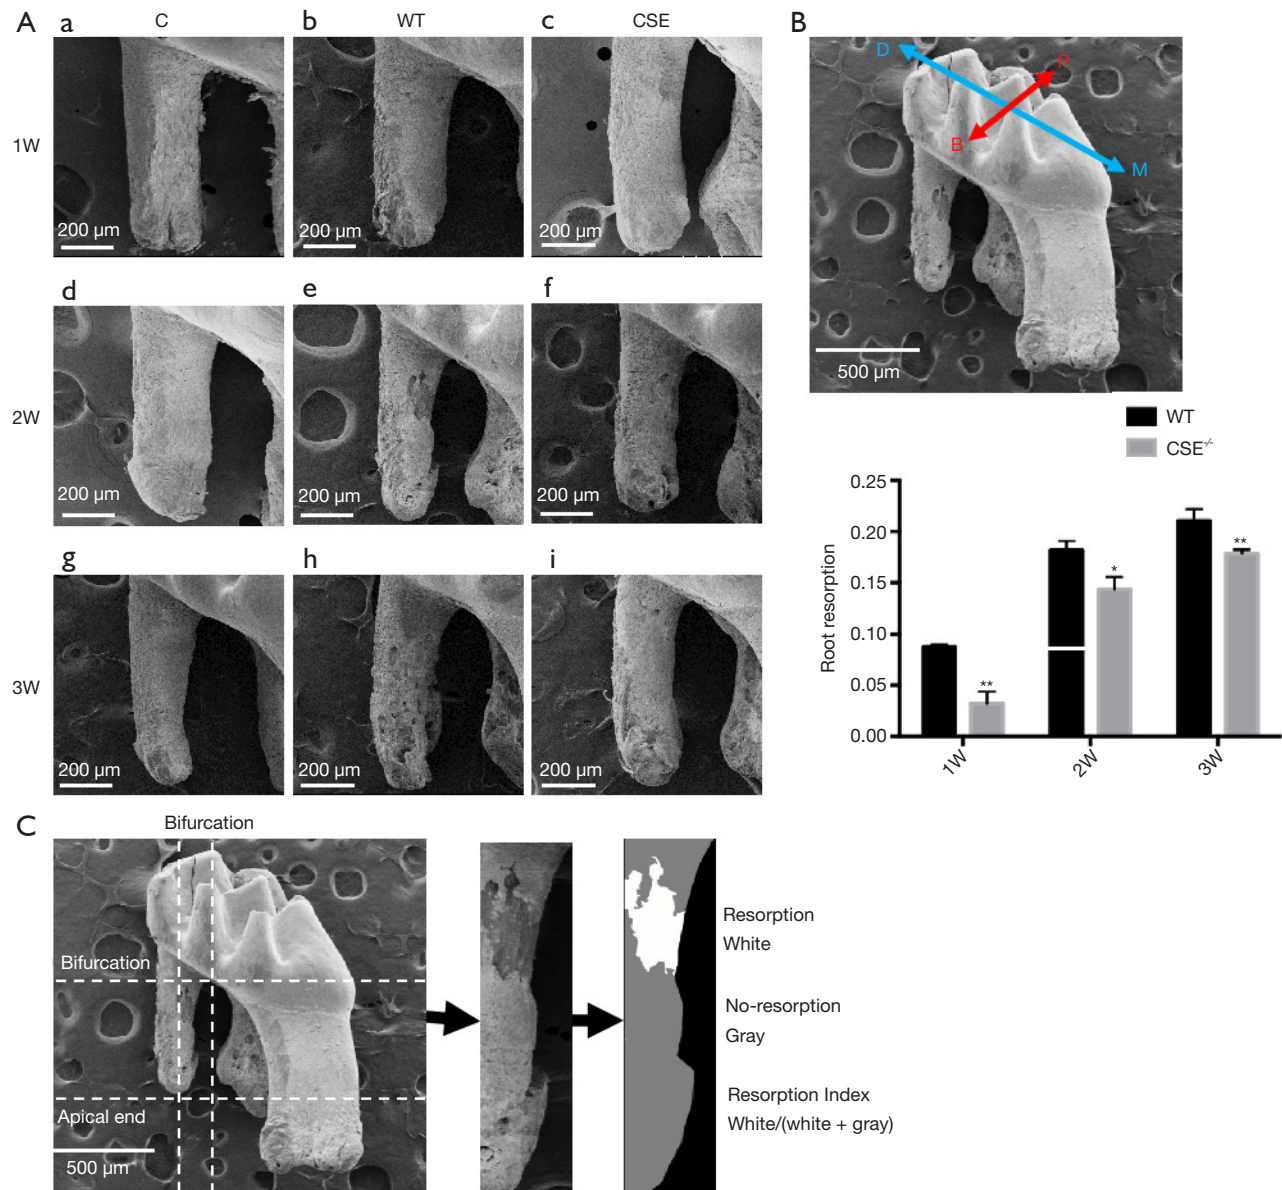 A
a
C
b
WT
c
CSE
1W
200 µm
200 µm
200 µm
d
e
f
2W
200 µm
200 µm
200 µm
g
h
i
3W
200 µm
200 µm
200 µm
B
D
P
B
M
500 µm
WT
CSE-/-
Root resorption
0.25
0.20
0.15
0.10
0.05
0.00
**
*
**
1W
2W
3W
C
Bifurcation
Bifurcation
Apical end
500 µm
Resorption
White
No-resorption
Gray
Resorption Index
White/(white + gray)